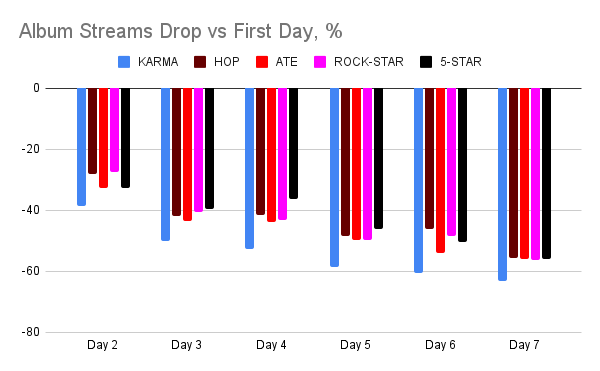 Album Streams Drop vs First Day, %
KARMA HOP ATE ROCK-STAR 5-STAR
0
-20
-40
-60
-80
Day 2 Day 3 Day 4 Day 5 Day 6 Day 7